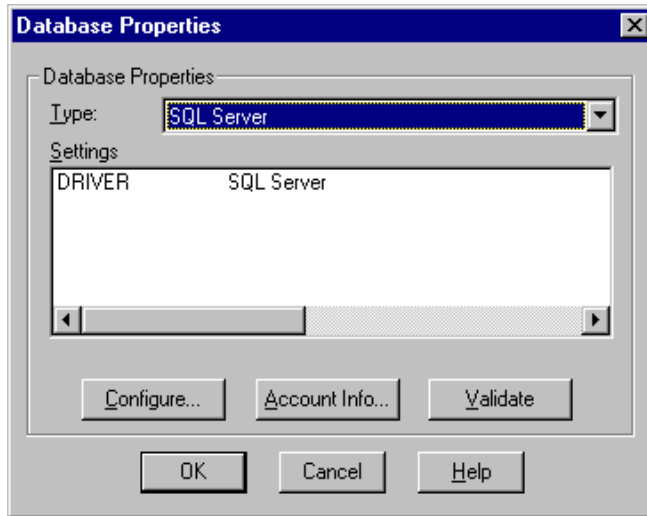 Database Properties
Database Properties
Type: SQL Server
Settings
DRIVER SQL Server
Configure... Account Info... Validate
OK Cancel Help